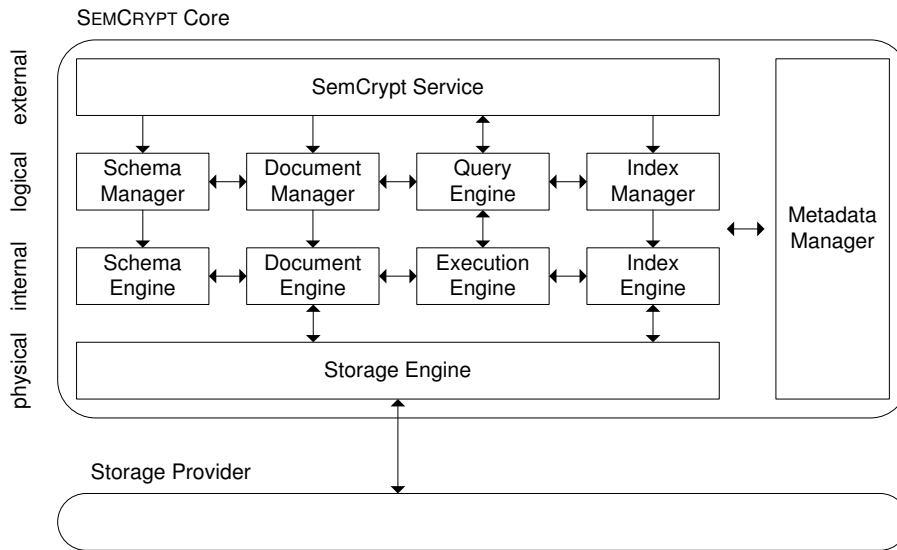 SEMCRYPT Core
external
SemCrypt Service
logical
Schema
Manager
Document
Manager
Query
Engine
Index
Manager
Metadata
Manager
internal
Schema
Engine
Document
Engine
Execution
Engine
Index
Engine
physical
Storage Engine
Storage Provider